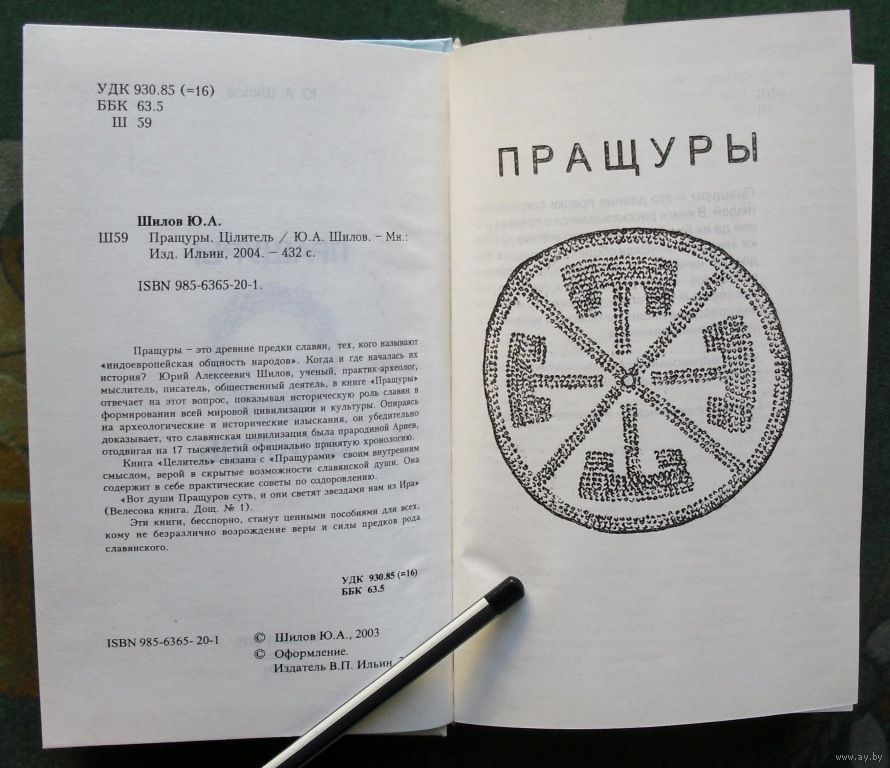 УДК 930.85 (=16)
ББК 63.5
Ш 59
Шилов Ю.А.
Ш59 Пращуры. Цілитель / Ю.А. Шилов. – Мн.:
Изд. Ильин, 2004. – 432 с.
ISBN 985-6365-20-1.
Пращуры – это древние предки славян, тех, кого называют
«индоевропейская общность народов». Когда и где началась их
история? Юрий Алексеевич Шилов, ученый, практик-археолог,
мыслитель, писатель, общественный деятель, в книге «Пращуры»
отвечает на этот вопрос, показывая историческую роль славян в
формировании всей мировой цивилизации и культуры. Опираясь
на археологические и исторические изыскания, он убедительно
доказывает, что славянская цивилизация была прародиной Ариев,
отодвигая на 17 тысячелетий официально принятую хронологию.
Книга «Целитель» связана с «Пращурами» своим внутренним
смыслом, верой в скрытые возможности славянской души. Она
содержит в себе практические советы по оздоровлению.
«Вот души Пращуров суть, и они светят звездами нам из Ира»
(Велесова книга. Дощ. № 1).
Эти книги, бесспорно, станут ценными пособиями для всех,
кому не безразлично возрождение веры и силы предков рода
славянского.
УДК 930.85 (=16)
ББК 63.5
ISBN 985-6365- 20-1
© Шилов Ю.А., 2003
© Оформление.
Издатель В.П. Ильин,
ПРАЩУРЫ
www.ay.by